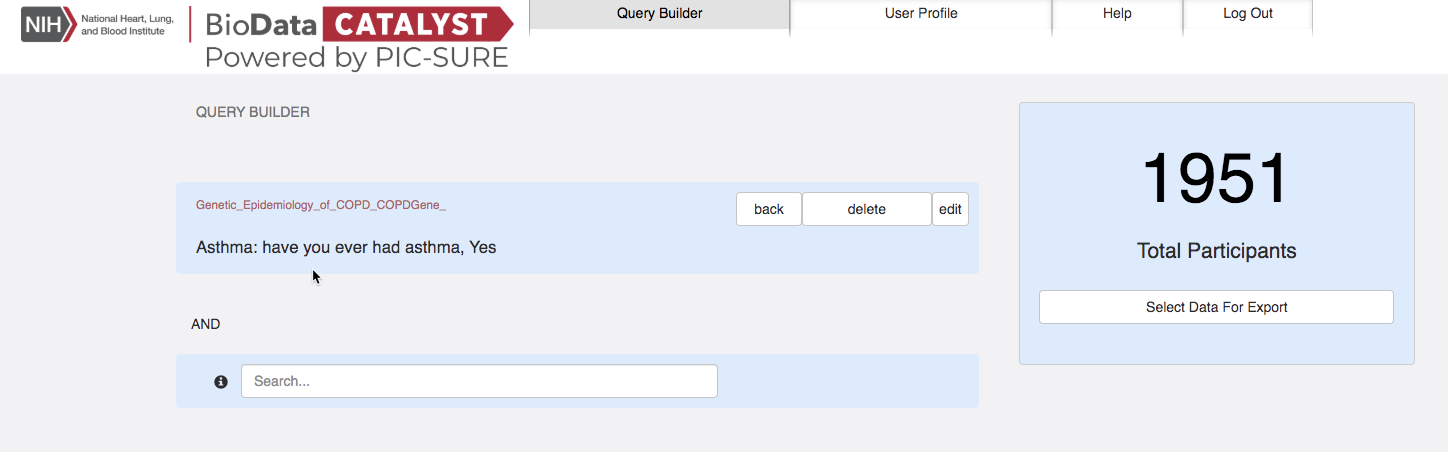 NIH National Heart, Lung,
and Blood Institute
BioData CATALYST
Powered by PIC-SURE
Query Builder
User Profile
Help
Log Out
QUERY BUILDER
Genetic_Epidemiology_of_COPD_COPDGene_
back
delete
edit
Asthma: have you ever had asthma, Yes
AND
Search...
1951
Total Participants
Select Data For Export